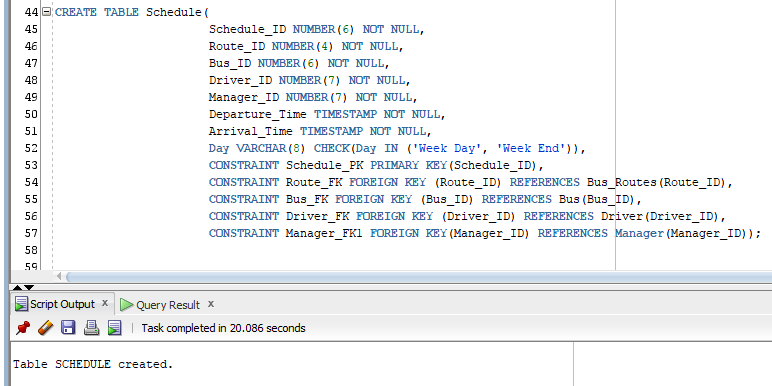 44 CREATE TABLE Schedule(
45 Schedule_ID NUMBER(6) NOT NULL,
46 Route_ID NUMBER(4) NOT NULL,
47 Bus_ID NUMBER(6) NOT NULL,
48 Driver_ID NUMBER(7) NOT NULL,
49 Manager_ID NUMBER(7) NOT NULL,
50 Departure_Time TIMESTAMP NOT NULL,
51 Arrival_Time TIMESTAMP NOT NULL,
52 Day VARCHAR(8) CHECK(Day IN ('Week Day', 'Week End')),
53 CONSTRAINT Schedule_PK PRIMARY KEY(Schedule_ID),
54 CONSTRAINT Route_FK FOREIGN KEY (Route_ID) REFERENCES Bus_Routes(Route_ID),
55 CONSTRAINT Bus_FK FOREIGN KEY (Bus_ID) REFERENCES Bus(Bus_ID),
56 CONSTRAINT Driver_FK FOREIGN KEY (Driver_ID) REFERENCES Driver(Driver_ID),
57 CONSTRAINT Manager_FK1 FOREIGN KEY(Manager_ID) REFERENCES Manager(Manager_ID));
58
59
Script Output x Query Result x
Task completed in 20.086 seconds
Table SCHEDULE created.